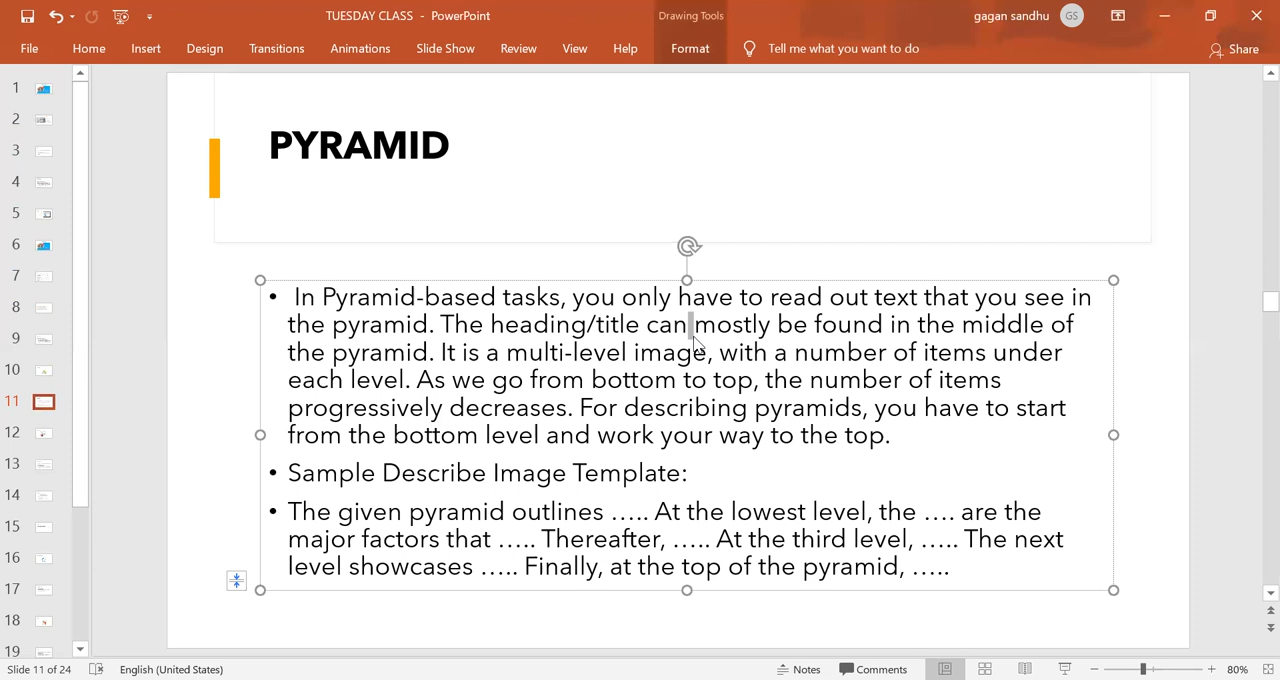 TUESDAY CLASS - PowerPoint
Drawing Tools
gagan sandhu GS
File Home Insert Design Transitions Animations Slide Show Review View Help Format Tell me what you want to do Share
1
2
3
4
5
6
7
8
9
10
11
12
13
14
15
16
17
18
19
PYRAMID
• In Pyramid-based tasks, you only have to read out text that you see in
the pyramid. The heading/title can mostly be found in the middle of
the pyramid. It is a multi-level image, with a number of items under
each level. As we go from bottom to top, the number of items
progressively decreases. For describing pyramids, you have to start
from the bottom level and work your way to the top.
• Sample Describe Image Template:
• The given pyramid outlines ….. At the lowest level, the …. are the
major factors that ….. Thereafter, ….. At the third level, ….. The next
level showcases ….. Finally, at the top of the pyramid, …..
Slide 11 of 24 English (United States) Notes Comments 80%